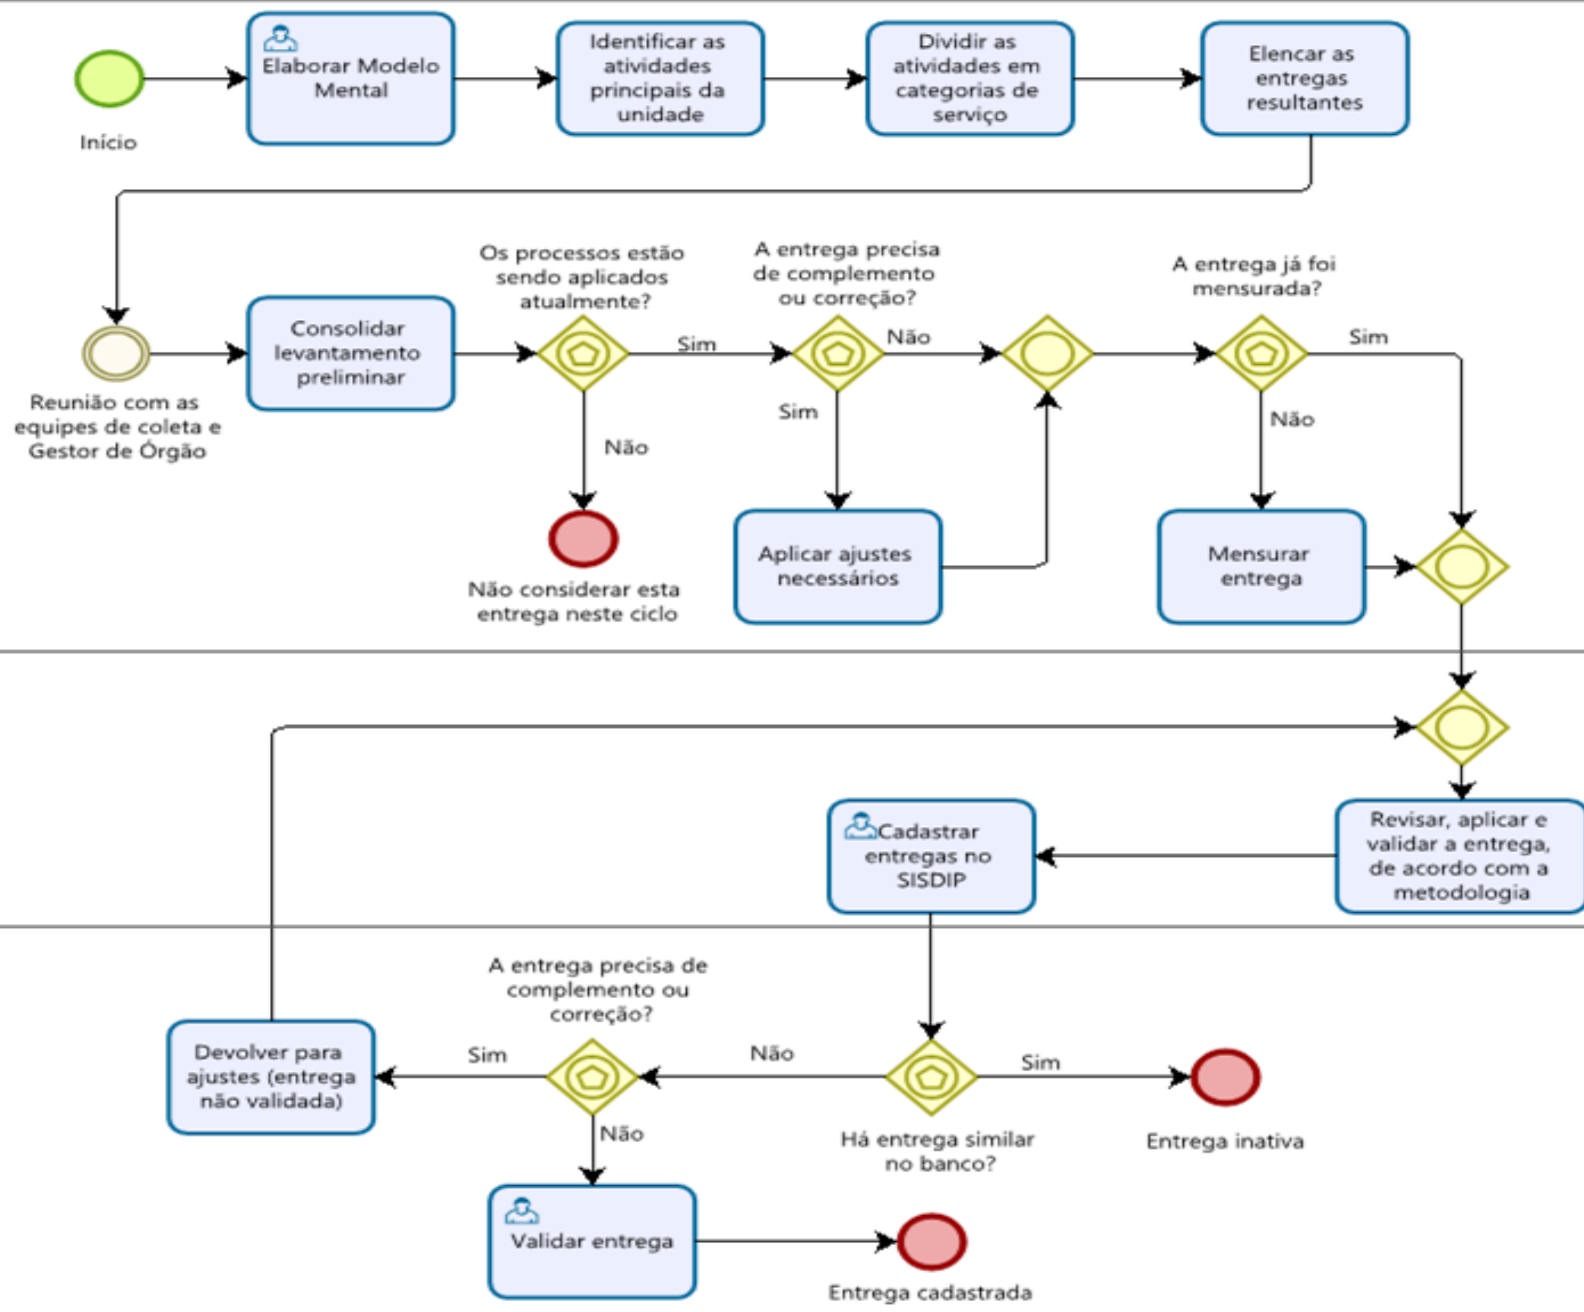 Elaborar Modelo
Mental
Identificar as
atividades
principais da
unidade
Dividir as
atividades em
categorias de
serviço
Elencar as
entregas
resultantes
Início
Os processos estão
sendo aplicados
atualmente?
A entrega precisa
de complemento
ou correção?
A entrega já foi
mensurada?
Consolidar
levantamento
preliminar
Sim
Não
Sim
Reunião com as
equipes de coleta e
Gestor de Órgão
Não
Sim
Não
Não considerar esta
entrega neste ciclo
Aplicar ajustes
necessários
Mensurar
entrega
Revisar, aplicar e
validar a entrega,
de acordo com a
metodologia
Cadastrar
entregas no
SISDIP
A entrega precisa de
complemento ou
correção?
Devolver para
ajustes (entrega
não validada)
Sim
Não
Sim
Não
Há entrega similar
no banco?
Entrega inativa
Validar entrega
Entrega cadastrada